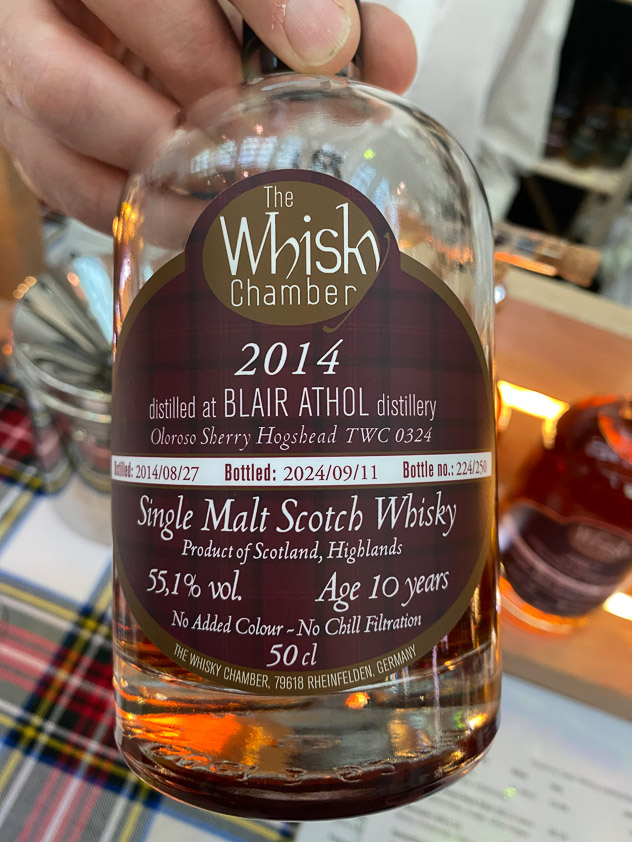 The
Whisky
Chamber
2014
distilled at BLAIR ATHOL distillery
Oloroso Sherry Hogshead TWC 0324
Distilled: 2014/08/27 Bottled: 2024/09/11 Bottle no.: 224/250
Single Malt Scotch Whisky
Product of Scotland, Highlands
55,1% vol. Age 10 years
No Added Colour ~ No Chill Filtration
50 cl
THE WHISKY CHAMBER, 79618 RHEINFELDEN, GERMANY